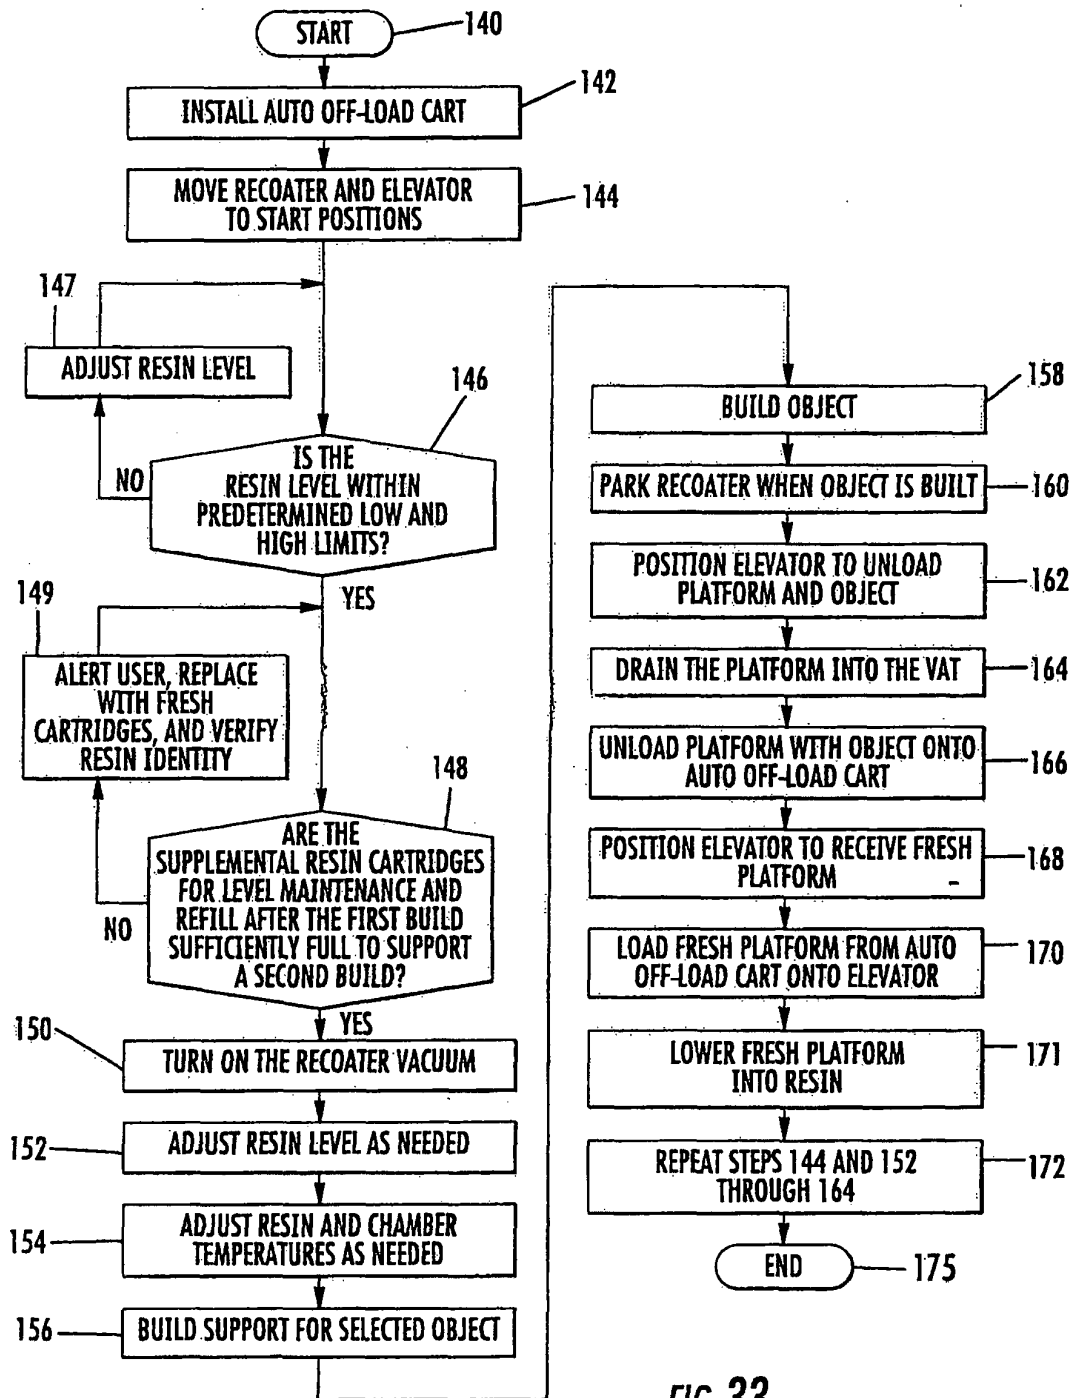 START
140
INSTALL AUTO OFF-LOAD CART
142
MOVE RECOATER AND ELEVATOR
TO START POSITIONS
144
147
ADJUST RESIN LEVEL
146
IS THE
RESIN LEVEL WITHIN
PREDETERMINED LOW AND
HIGH LIMITS?
NO
YES
149
ALERT USER, REPLACE
WITH FRESH
CARTRIDGES, AND VERIFY
RESIN IDENTITY
148
ARE THE
SUPPLEMENTAL RESIN CARTRIDGES
FOR LEVEL MAINTENANCE AND
REFILL AFTER THE FIRST BUILD
SUFFICIENTLY FULL TO SUPPORT
A SECOND BUILD?
NO
YES
150
TURN ON THE RECOATER VACUUM
152
ADJUST RESIN LEVEL AS NEEDED
154
ADJUST RESIN AND CHAMBER
TEMPERATURES AS NEEDED
156
BUILD SUPPORT FOR SELECTED OBJECT
158
BUILD OBJECT
PARK RECOATER WHEN OBJECT IS BUILT
160
POSITION ELEVATOR TO UNLOAD
PLATFORM AND OBJECT
162
DRAIN THE PLATFORM INTO THE VAT
164
UNLOAD PLATFORM WITH OBJECT ONTO
AUTO OFF-LOAD CART
166
POSITION ELEVATOR TO RECEIVE FRESH
PLATFORM
168
LOAD FRESH PLATFORM FROM AUTO
OFF-LOAD CART ONTO ELEVATOR
170
LOWER FRESH PLATFORM
INTO RESIN
171
REPEAT STEPS 144 AND 152
THROUGH 164
172
END
175
FIG. 33